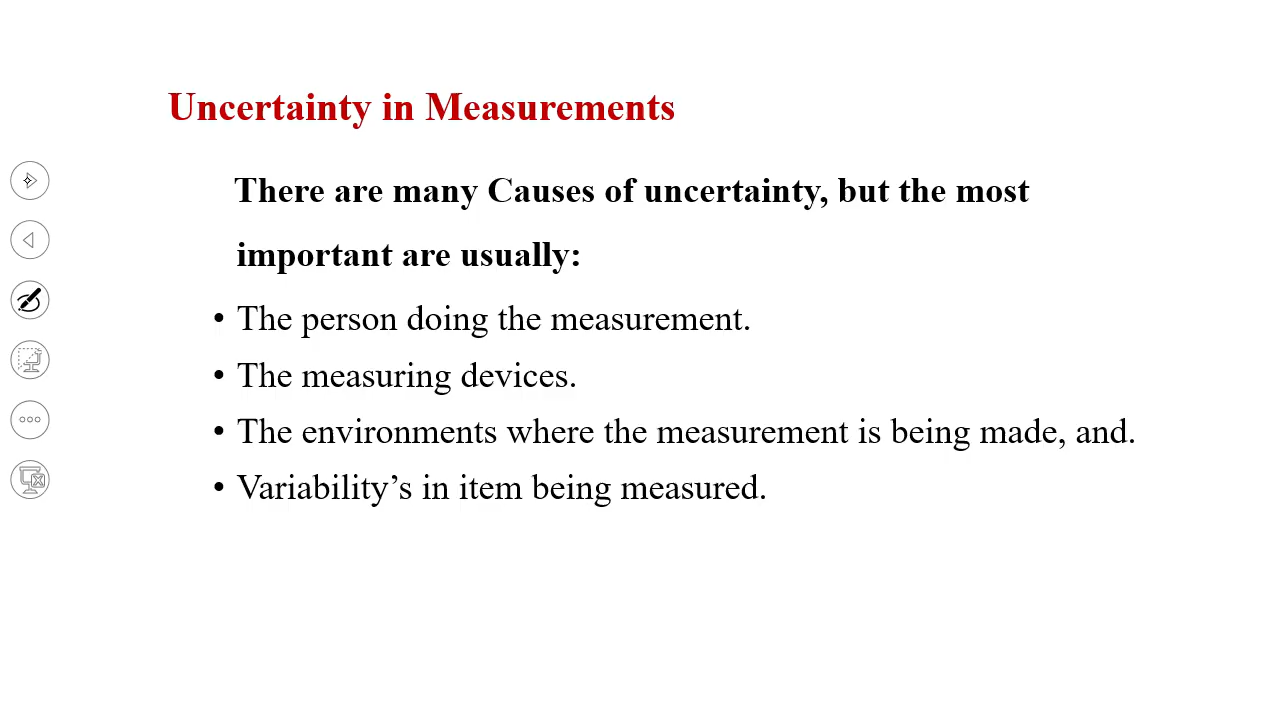 Uncertainty in Measurements
There are many Causes of uncertainty, but the most
important are usually:
• The person doing the measurement.
• The measuring devices.
• The environments where the measurement is being made, and.
• Variability’s in item being measured.